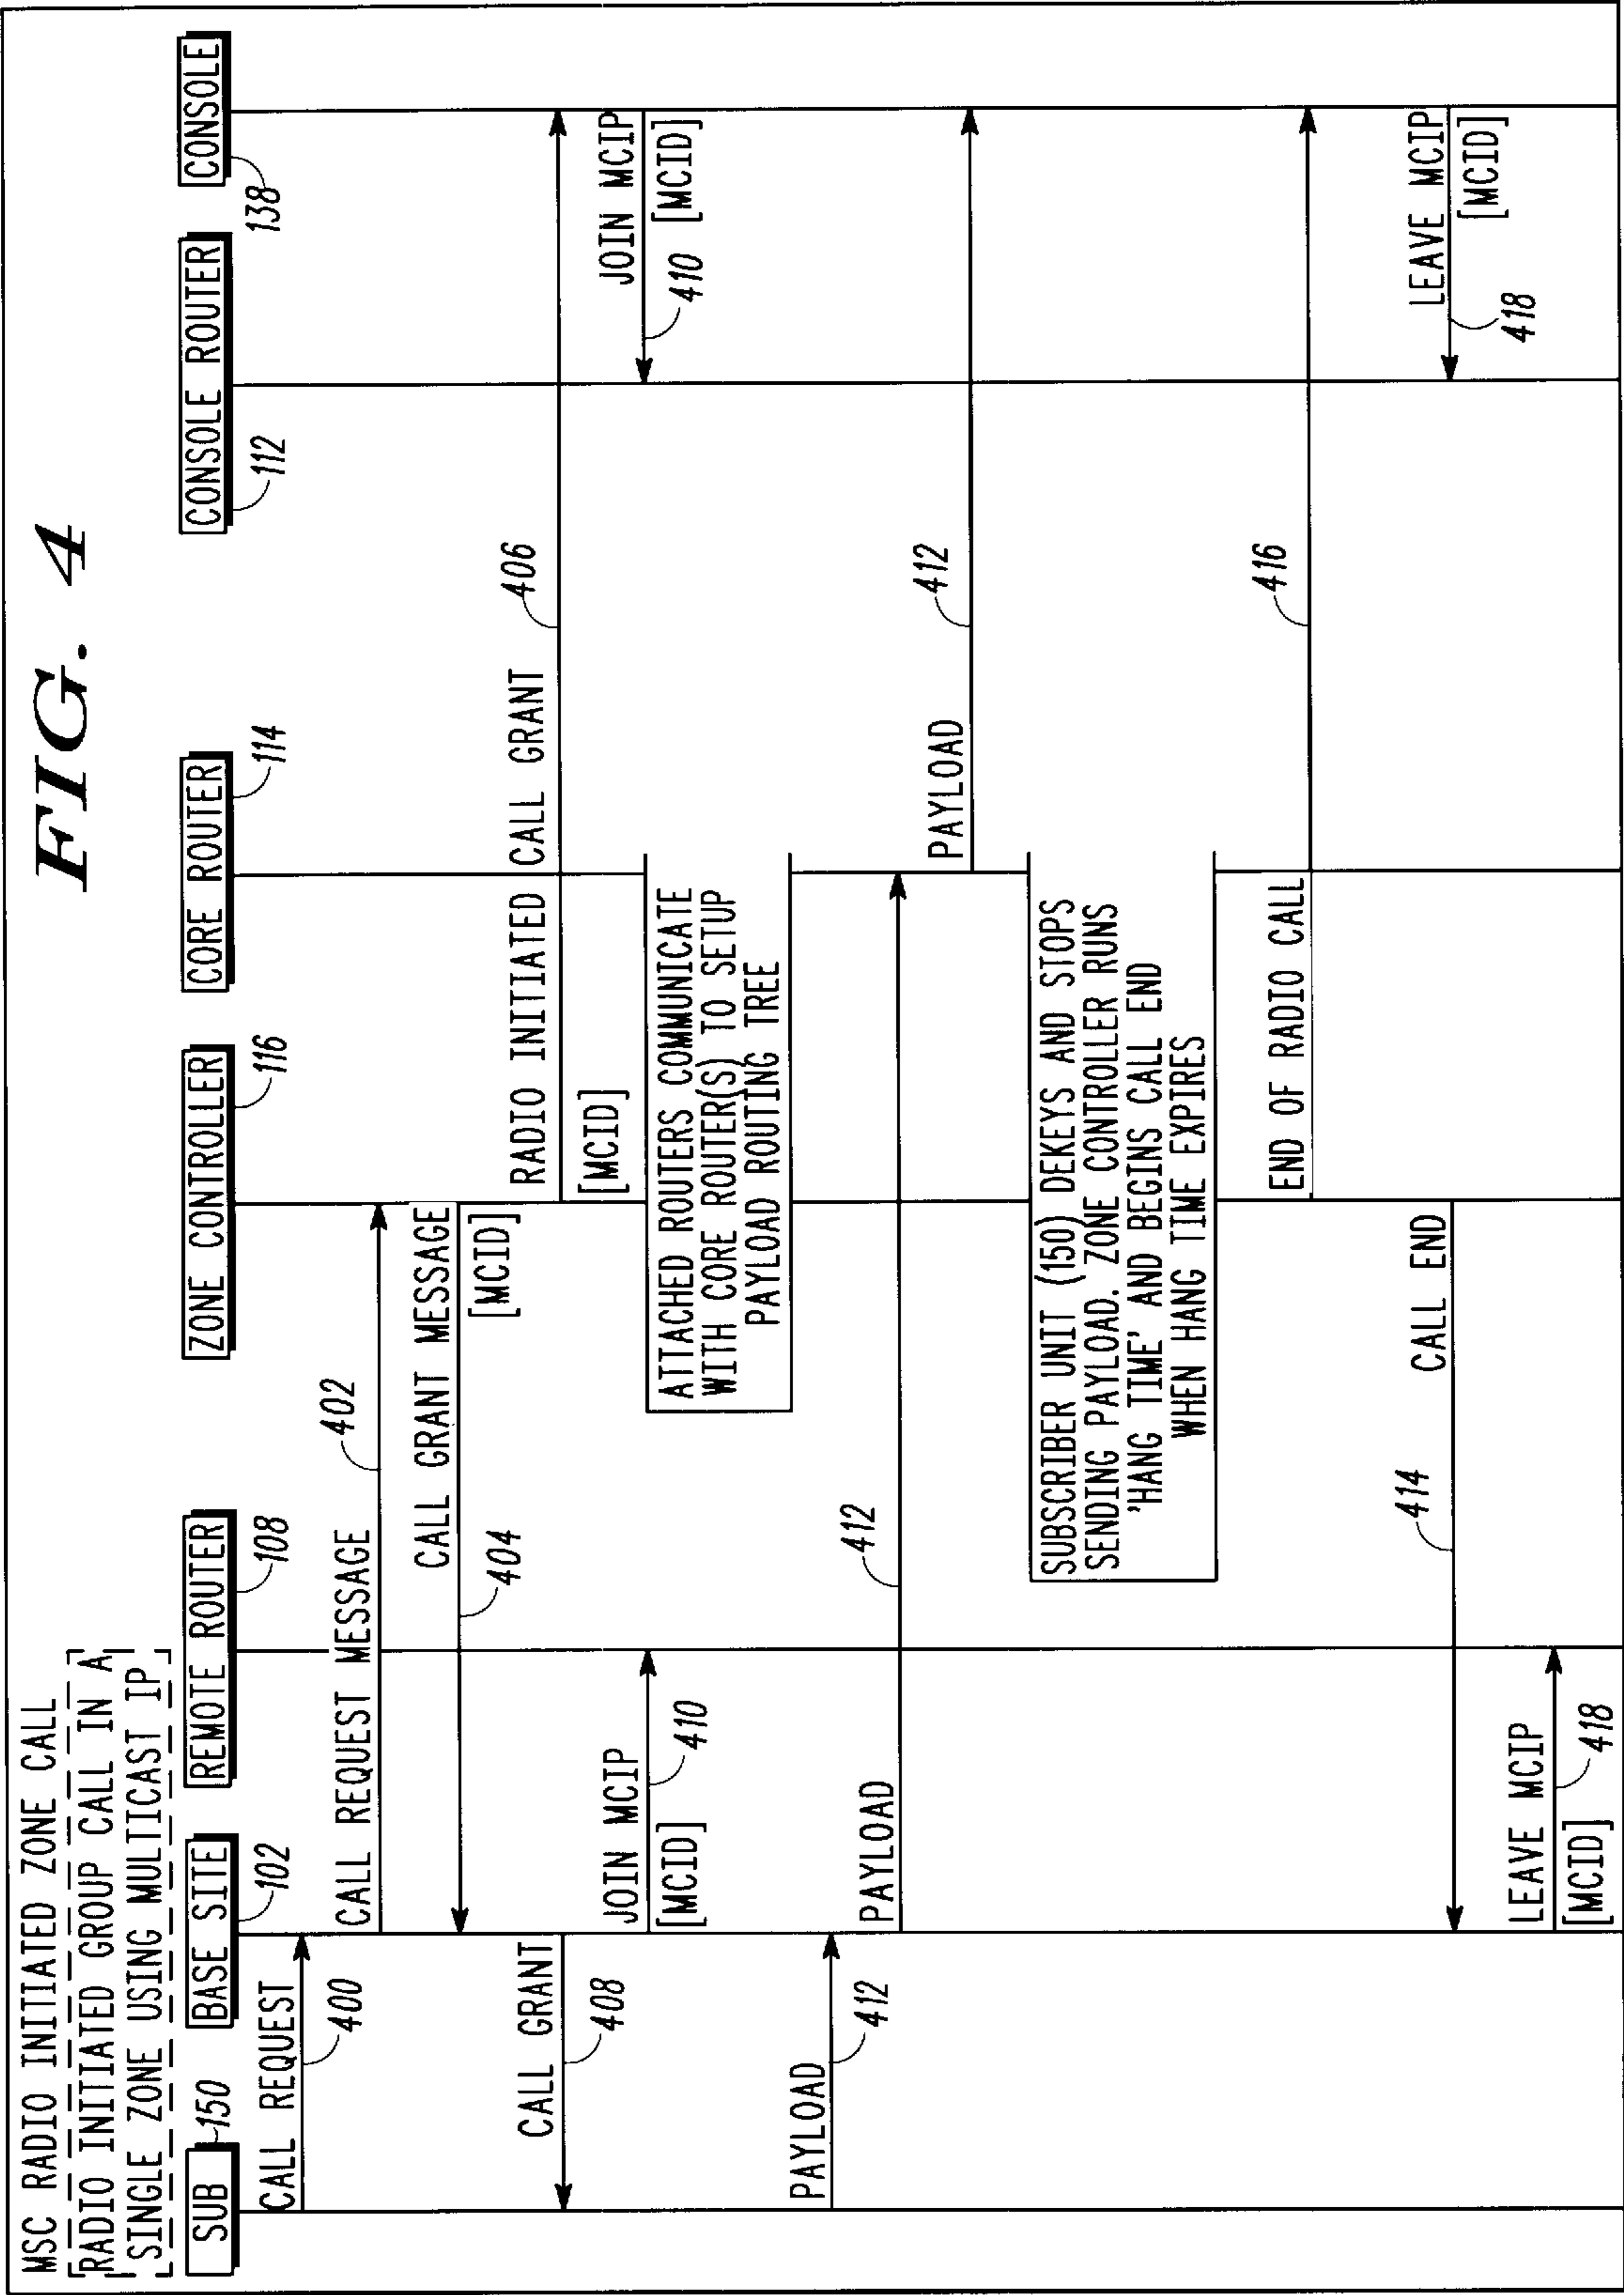 FIG. 4
MSC RADIO INITIATED ZONE CALL
RADIO INITIATED GROUP CALL IN A
SINGLE ZONE USING MULTICAST IP
SUB
150
BASE SITE
102
REMOTE ROUTER
108
ZONE CONTROLLER
116
CORE ROUTER
114
CONSOLE ROUTER
112
CONSOLE
138
CALL REQUEST
400
CALL REQUEST MESSAGE
402
CALL GRANT MESSAGE
404
[MCID]
RADIO INITIATED CALL GRANT
406
[MCID]
CALL GRANT
408
JOIN MCIP
410
[MCID]
JOIN MCIP
410
[MCID]
ATTACHED ROUTERS COMMUNICATE
WITH CORE ROUTER(S) TO SETUP
PAYLOAD ROUTING TREE
PAYLOAD
412
PAYLOAD
412
PAYLOAD
412
SUBSCRIBER UNIT (150) DEKEYS AND STOPS
SENDING PAYLOAD. ZONE CONTROLLER RUNS
'HANG TIME' AND BEGINS CALL END
WHEN HANG TIME EXPIRES
END OF RADIO CALL
416
CALL END
414
LEAVE MCIP
418
[MCID]
LEAVE MCIP
418
[MCID]